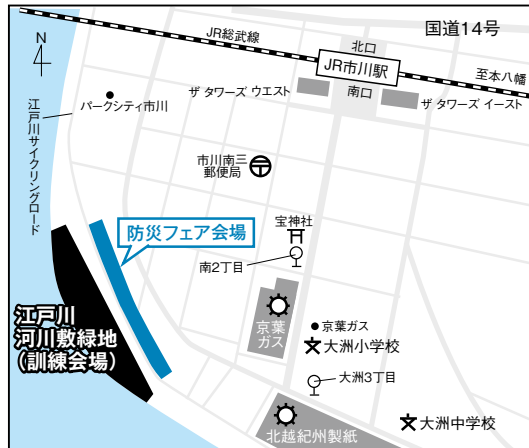 国道14号
N
JR総武線
北口
JR市川駅
至本八幡
南口
ザ タワーズ ウエスト
ザ タワーズ イースト
パークシティ市川
江戸川サイクリングロード
市川南三
郵便局
防災フェア会場
宝神社
南2丁目
江戸川
河川敷緑地
(訓練会場)
京葉
ガス
京葉ガス
大洲小学校
大洲3丁目
北越紀州製紙
大洲中学校